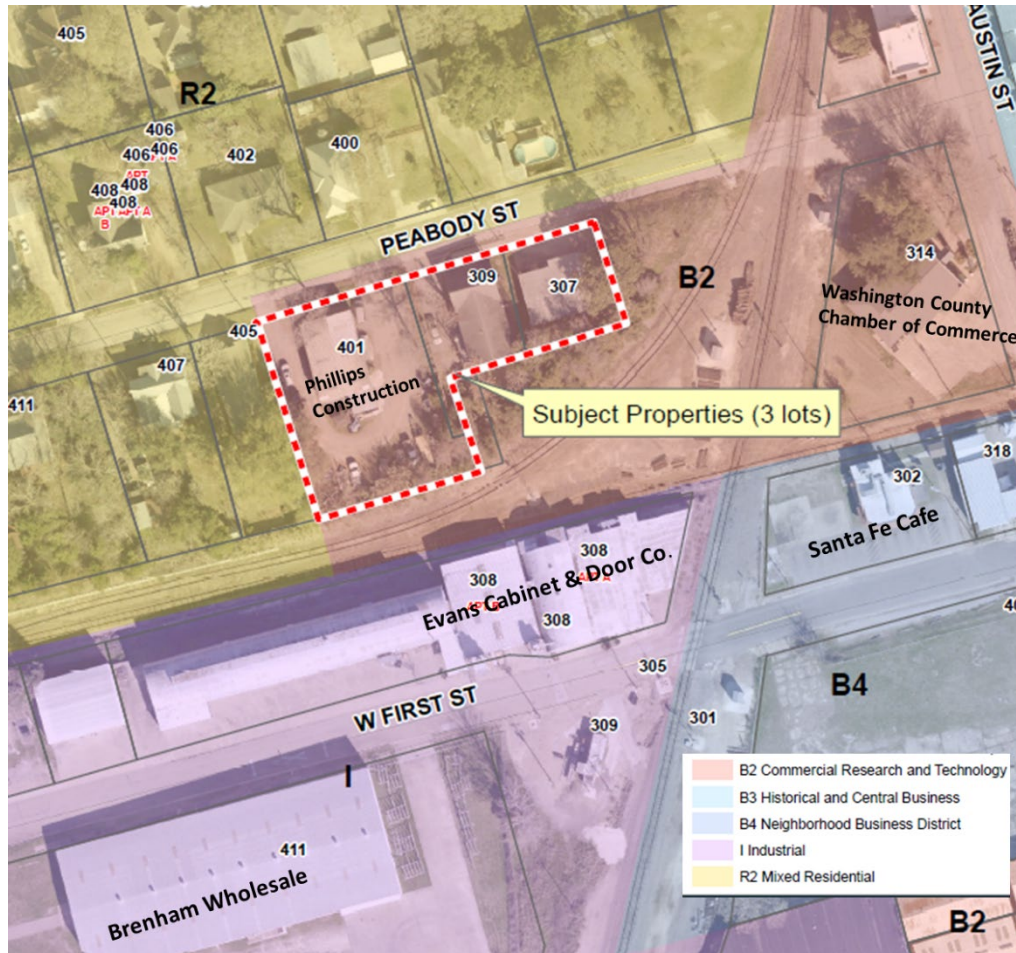 405
AUSTIN ST
R2
406
406
406
402
400
APT
408
408
408
APT
APT A
B
PEABODY ST
314
309
307
B2
Washington County
Chamber of Commerce
405
401
407
Phillips
Construction
411
Subject Properties (3 lots)
318
302
Santa Fe Cafe
308
308
APT A
Evans Cabinet & Door Co.
308
305
B4
W FIRST ST
301
309
I
B2 Commercial Research and Technology
B3 Historical and Central Business
B4 Neighborhood Business District
I Industrial
R2 Mixed Residential
411
Brenham Wholesale
B2